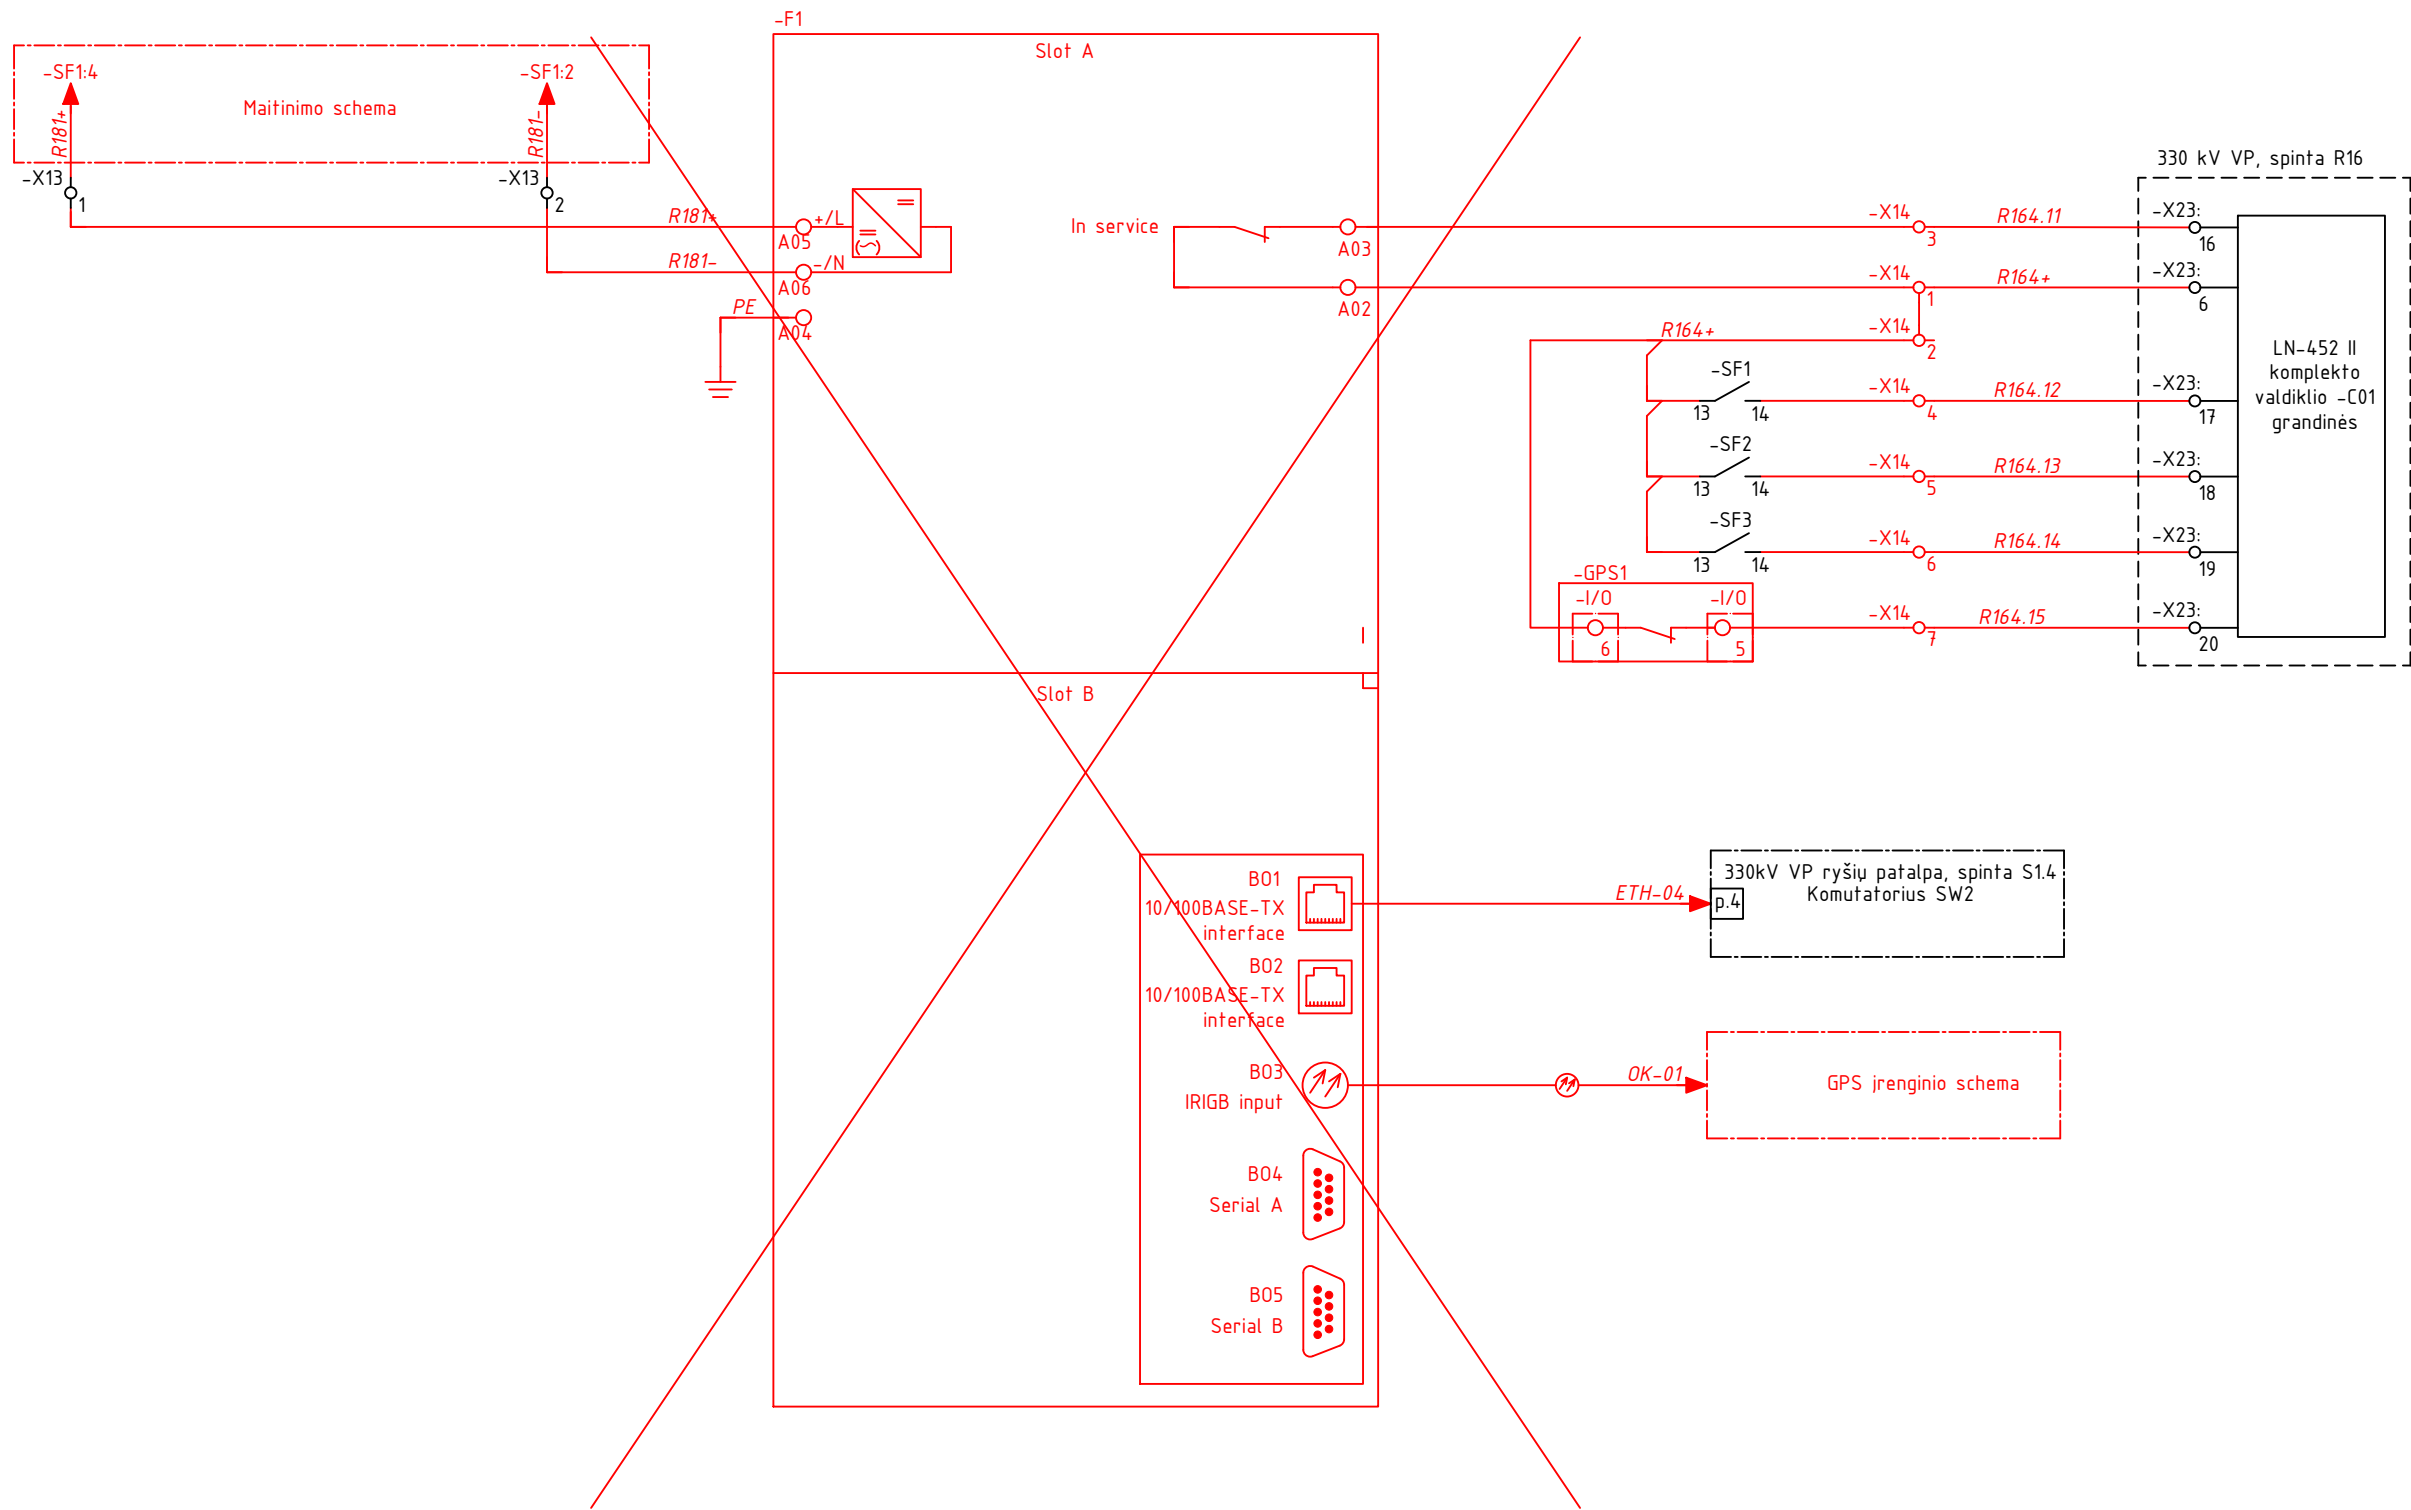 -F1
Slot A
-SF1:4
-SF1:2
Maitinimo schema
R181+
R181-
-X13
1
-X13
2
R181+
+/L
A05
R181-
-/N
A06
PE
A04
In service
A03
A02
-X14
3
R164.11
-X14
1
R164+
-X14
2
R164+
-SF1
13
14
-X14
4
R164.12
-SF2
13
14
-X14
5
R164.13
-SF3
13
14
-X14
6
R164.14
-GPS1
-I/O
6
-I/O
5
-X14
7
R164.15
330 kV VP, spinta R16
-X23:
16
-X23:
6
-X23:
17
-X23:
18
-X23:
19
-X23:
20
LN-452 II
komplekto
valdiklio -C01
grandinės
Slot B
B01
10/100BASE-TX
interface
B02
10/100BASE-TX
interface
B03
IRIGB input
B04
Serial A
B05
Serial B
ETH-04
330kV VP ryšių patalpa, spinta S1.4
Komutatorius SW2
p.4
OK-01
GPS įrenginio schema